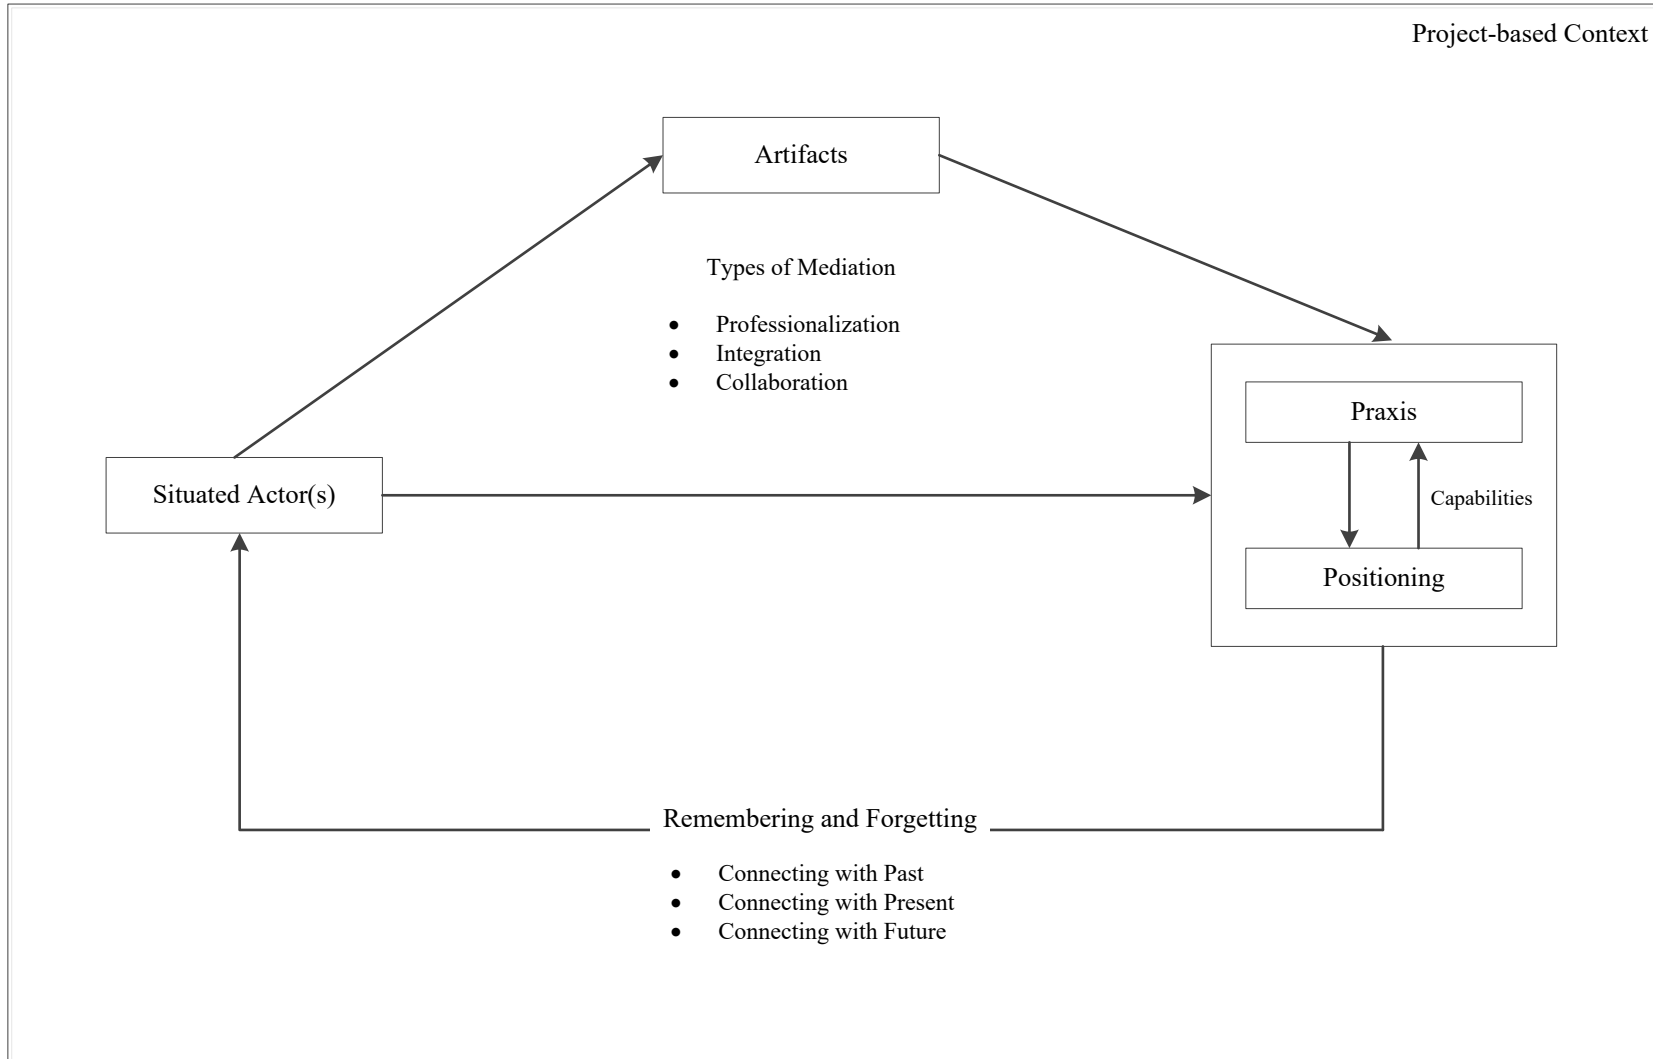 Project-based Context
Artifacts
Types of Mediation
• Professionalization
• Integration
• Collaboration
Praxis
Situated Actor(s)
Capabilities
Positioning
Remembering and Forgetting
• Connecting with Past
• Connecting with Present
• Connecting with Future